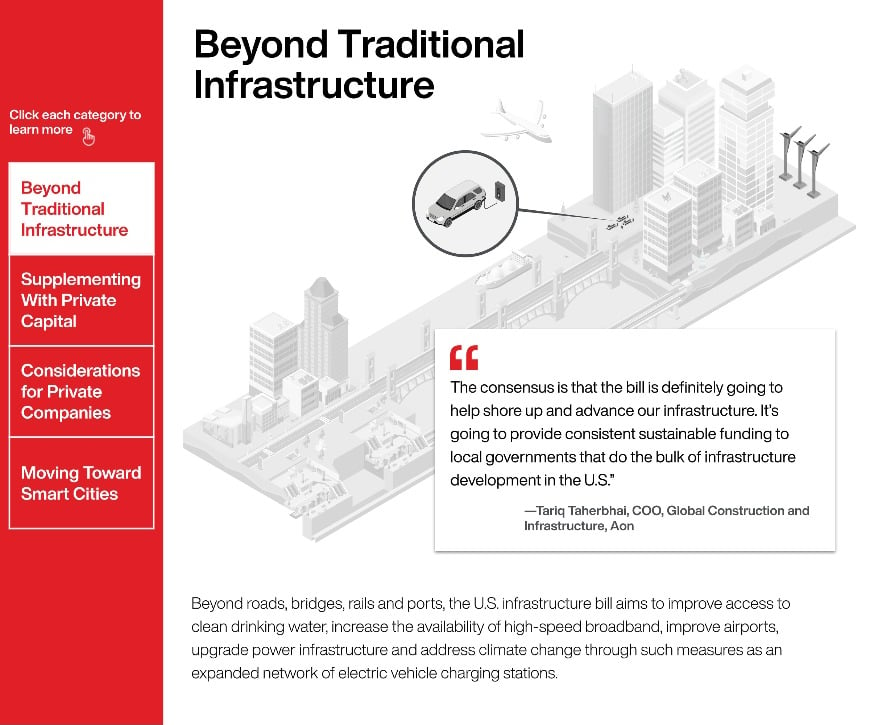 Beyond Traditional
Infrastructure
Click each category to
learn more
Beyond
Traditional
Infrastructure
Supplementing
With Private
Capital
Considerations
for Private
Companies
Moving Toward
Smart Cities
“
The consensus is that the bill is definitely going to
help shore up and advance our infrastructure. It’s
going to provide consistent sustainable funding to
local governments that do the bulk of infrastructure
development in the U.S.”
—Tariq Taherbhai, COO, Global Construction and
Infrastructure, Aon
Beyond roads, bridges, rails and ports, the U.S. infrastructure bill aims to improve access to
clean drinking water, increase the availability of high-speed broadband, improve airports,
upgrade power infrastructure and address climate change through such measures as an
expanded network of electric vehicle charging stations.